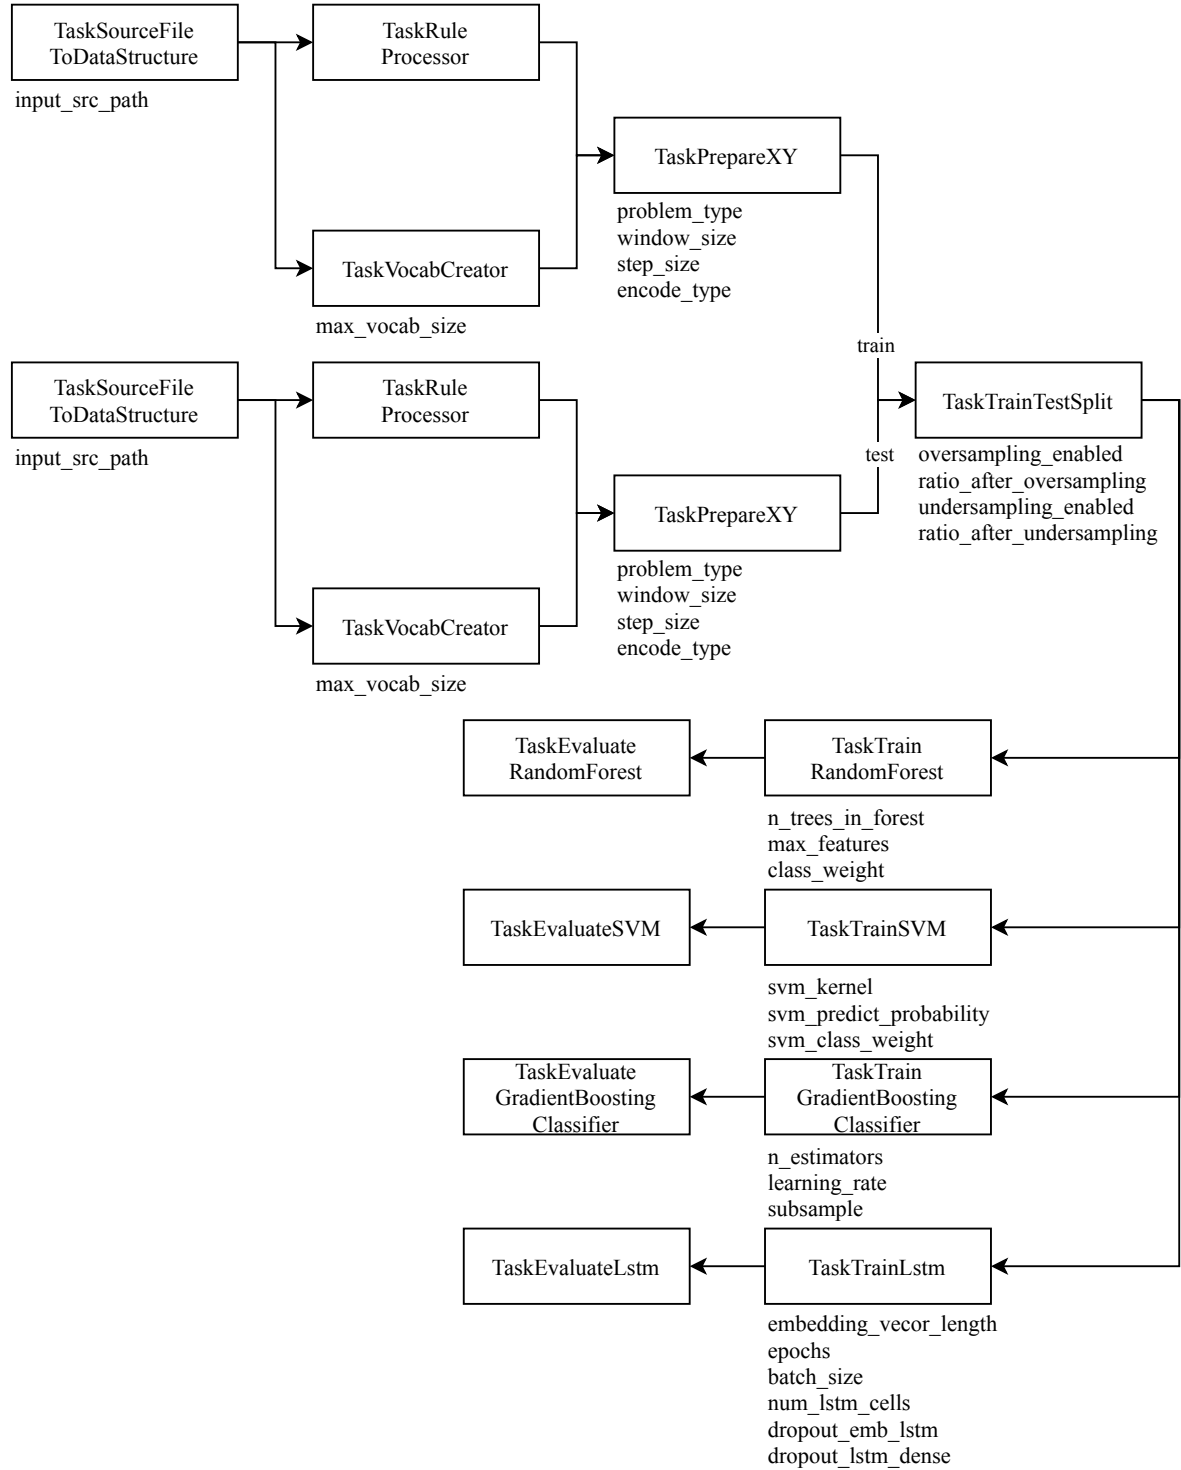 TaskSourceFile
ToDataStructure
input_src_path
TaskRule
Processor
TaskVocabCreator
max_vocab_size
TaskPrepareXY
problem_type
window_size
step_size
encode_type
train
TaskSourceFile
ToDataStructure
input_src_path
TaskRule
Processor
TaskVocabCreator
max_vocab_size
TaskPrepareXY
problem_type
window_size
step_size
encode_type
test
TaskTrainTestSplit
oversampling_enabled
ratio_after_oversampling
undersampling_enabled
ratio_after_undersampling
TaskEvaluate
RandomForest
TaskTrain
RandomForest
n_trees_in_forest
max_features
class_weight
TaskEvaluateSVM
TaskTrainSVM
svm_kernel
svm_predict_probability
svm_class_weight
TaskEvaluate
GradientBoosting
Classifier
TaskTrain
GradientBoosting
Classifier
n_estimators
learning_rate
subsample
TaskEvaluateLstm
TaskTrainLstm
embedding_vecor_length
epochs
batch_size
num_lstm_cells
dropout_emb_lstm
dropout_lstm_dense